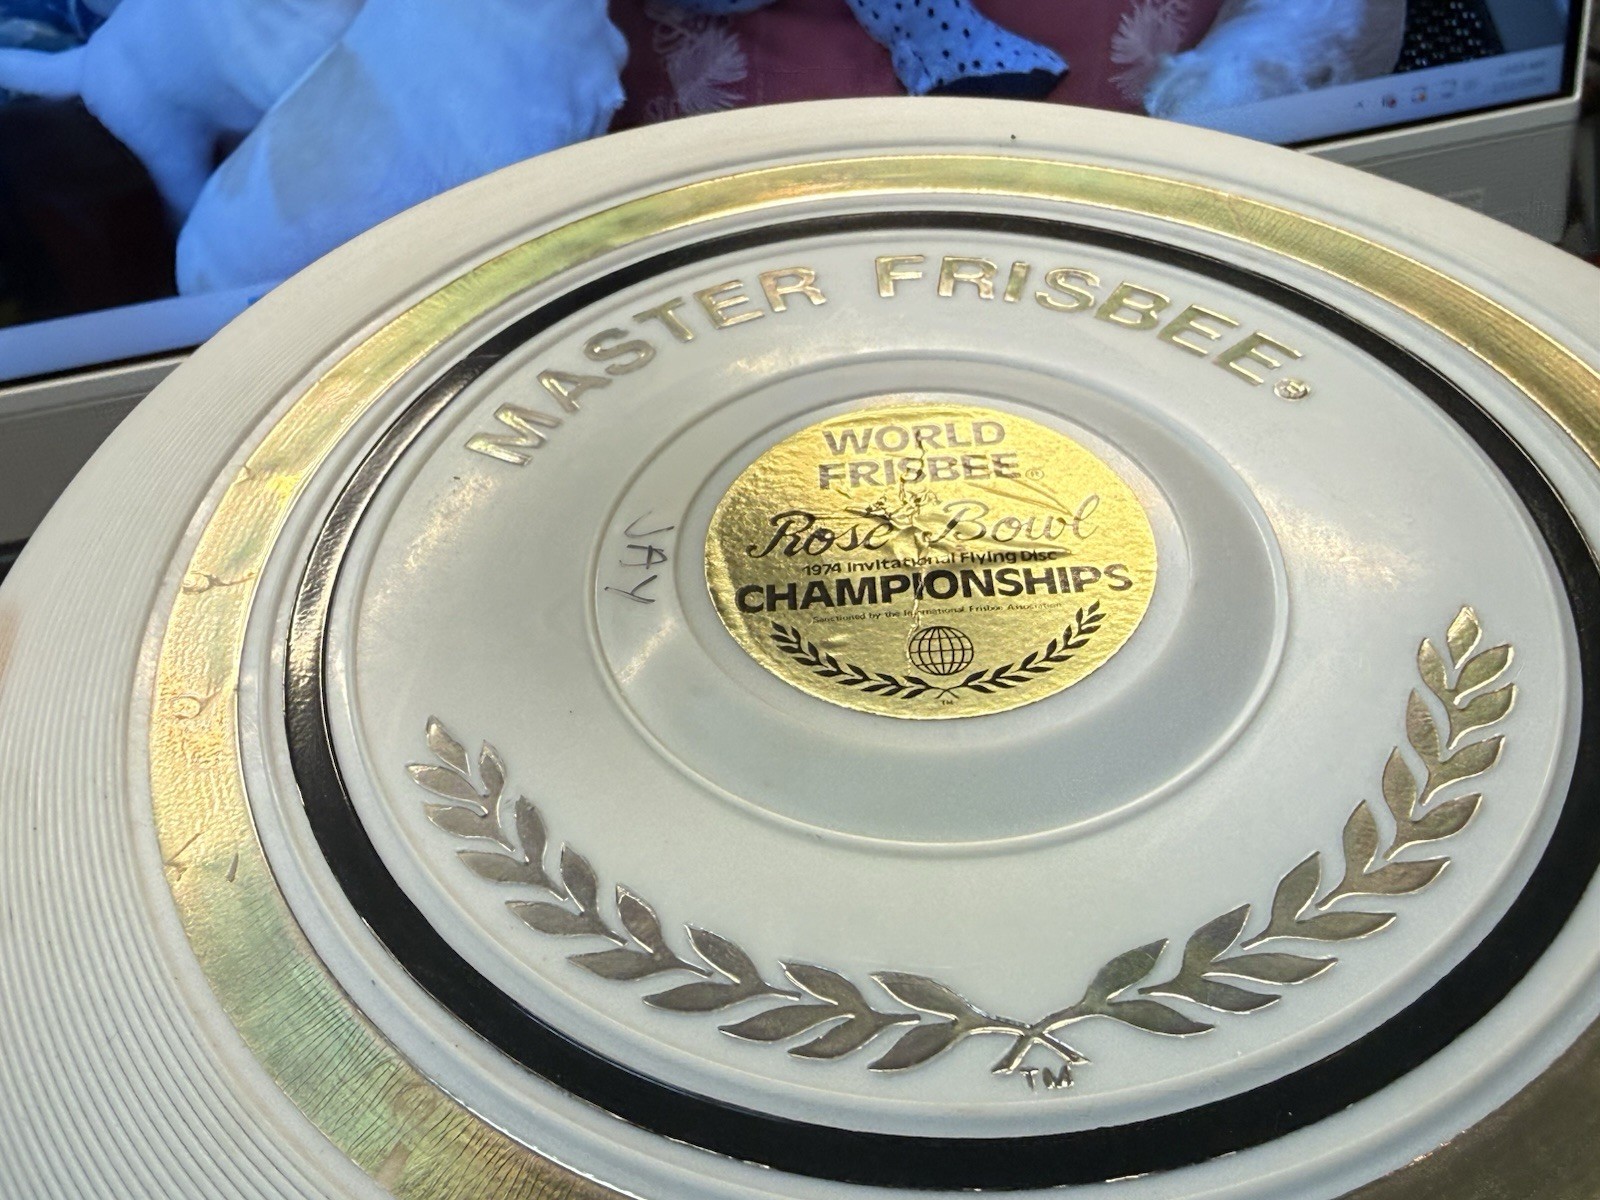 MASTER FRISBEE®
WORLD
FRISBEE®
Rose Bowl
1974 Invitational Flying Disc
CHAMPIONSHIPS
Sanctioned by the International Frisbee Association
TM
JAY
TM